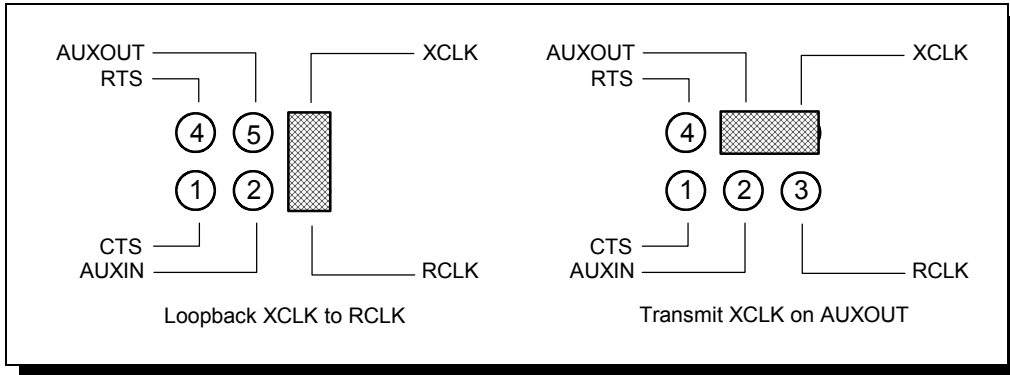 AUXOUT
XCLK
RTS
4
5
1
2
CTS
AUXIN
RCLK
Loopback XCLK to RCLK
AUXOUT
XCLK
RTS
4
1
2
3
CTS
AUXIN
RCLK
Transmit XCLK on AUXOUT